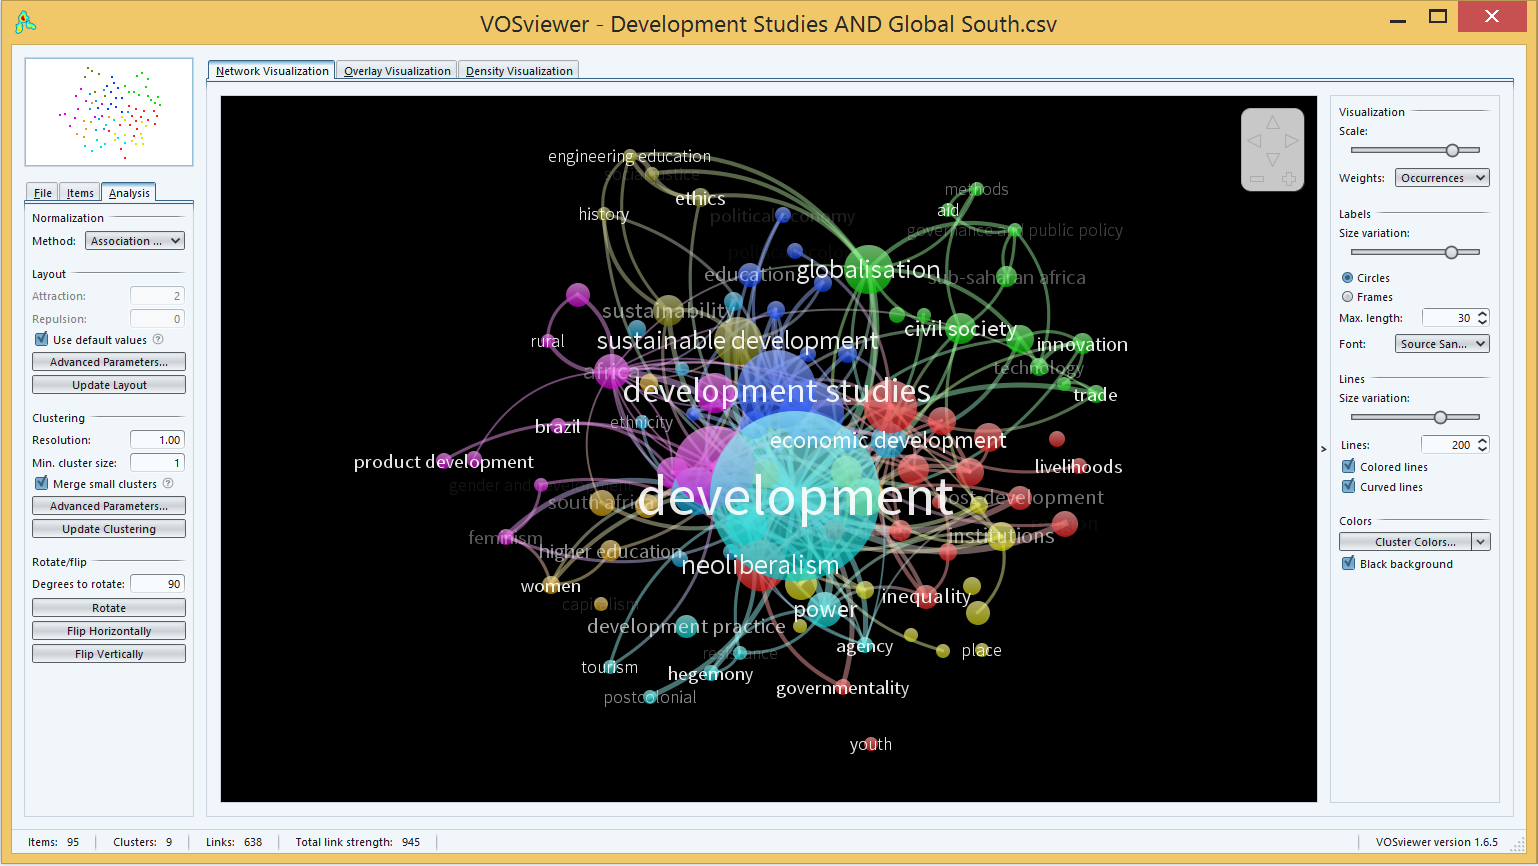 VOSviewer - Development Studies AND Global South.csv
Network Visualization
Overlay Visualization
Density Visualization
File
Items
Analysis
Normalization
Method:
Association ...
Layout
Attraction:
2
Repulsion:
0
Use default values
Advanced Parameters...
Update Layout
Clustering
Resolution:
1.00
Min. cluster size:
1
Merge small clusters
Advanced Parameters...
Update Clustering
Rotate/flip
Degrees to rotate:
90
Rotate
Flip Horizontally
Flip Vertically
engineering education
social justice
ethics
history
political economy
methods
aid
governance and public policy
education
globalisation
sub-saharan africa
sustainability
sustainable development
civil society
rural
innovation
africa
technology
development studies
trade
brazil
ethnicity
economic development
product development
livelihoods
gender and development
south africa
development
post-development
feminism
higher education
institutions
neoliberalism
women
capitalism
power
inequality
development practice
agency
resistance
place
tourism
hegemony
governmentality
postcolonial
youth
Visualization
Scale:
Weights:
Occurrences
Labels
Size variation:
Circles
Frames
Max. length:
30
Font:
Source San...
Lines
Size variation:
Lines:
200
Colored lines
Curved lines
Colors
Cluster Colors...
Black background
Items: 95
Clusters: 9
Links: 638
Total link strength: 945
VOSviewer version 1.6.5